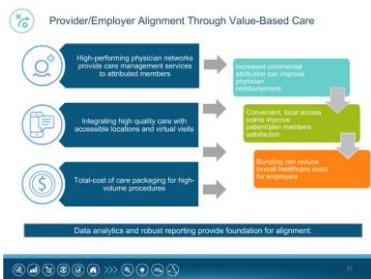 Provider/Employer Alignment Through Value-Based Care
High-performing physician networks
provide care management services
to attributed members
Increased commercial
attribution can improve
physician
reimbursement
Integrating high quality care with
accessible locations and virtual visits
Convenient, local access
points improve
patient/plan members
satisfaction
Total-cost of care packaging for high-
volume procedures
Bundling can reduce
overall healthcare costs
for employers
Data analytics and robust reporting provide foundation for alignment.